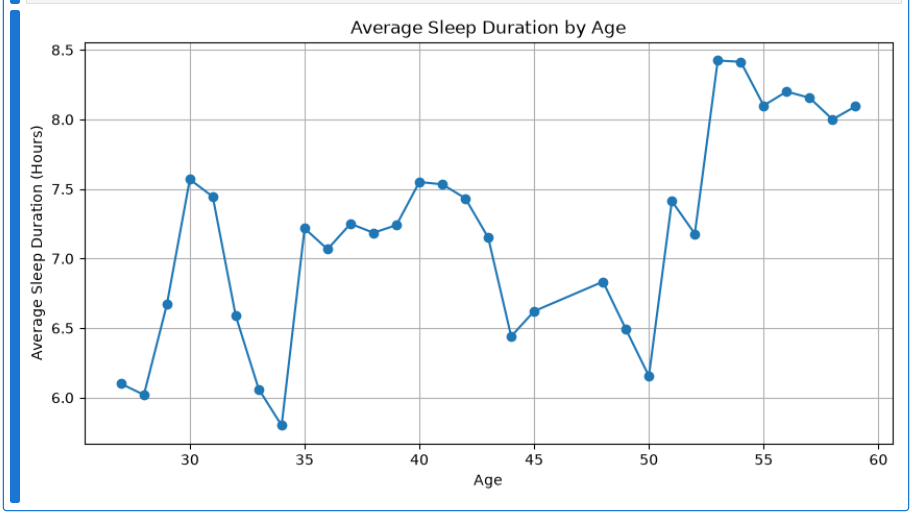 Average Sleep Duration by Age
Average Sleep Duration (Hours)
8.5
8.0
7.5
7.0
6.5
6.0
30 35 40 45 50 55 60
Age